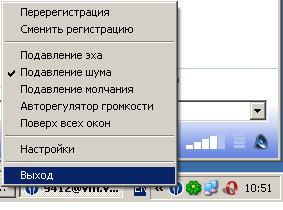 Перерегистрация
Сменить регистрацию
Подавление эха
Подавление шума
Подавление молчания
Авторегулятор громкости
Поверх всех окон
Настройки
Выход
10:51